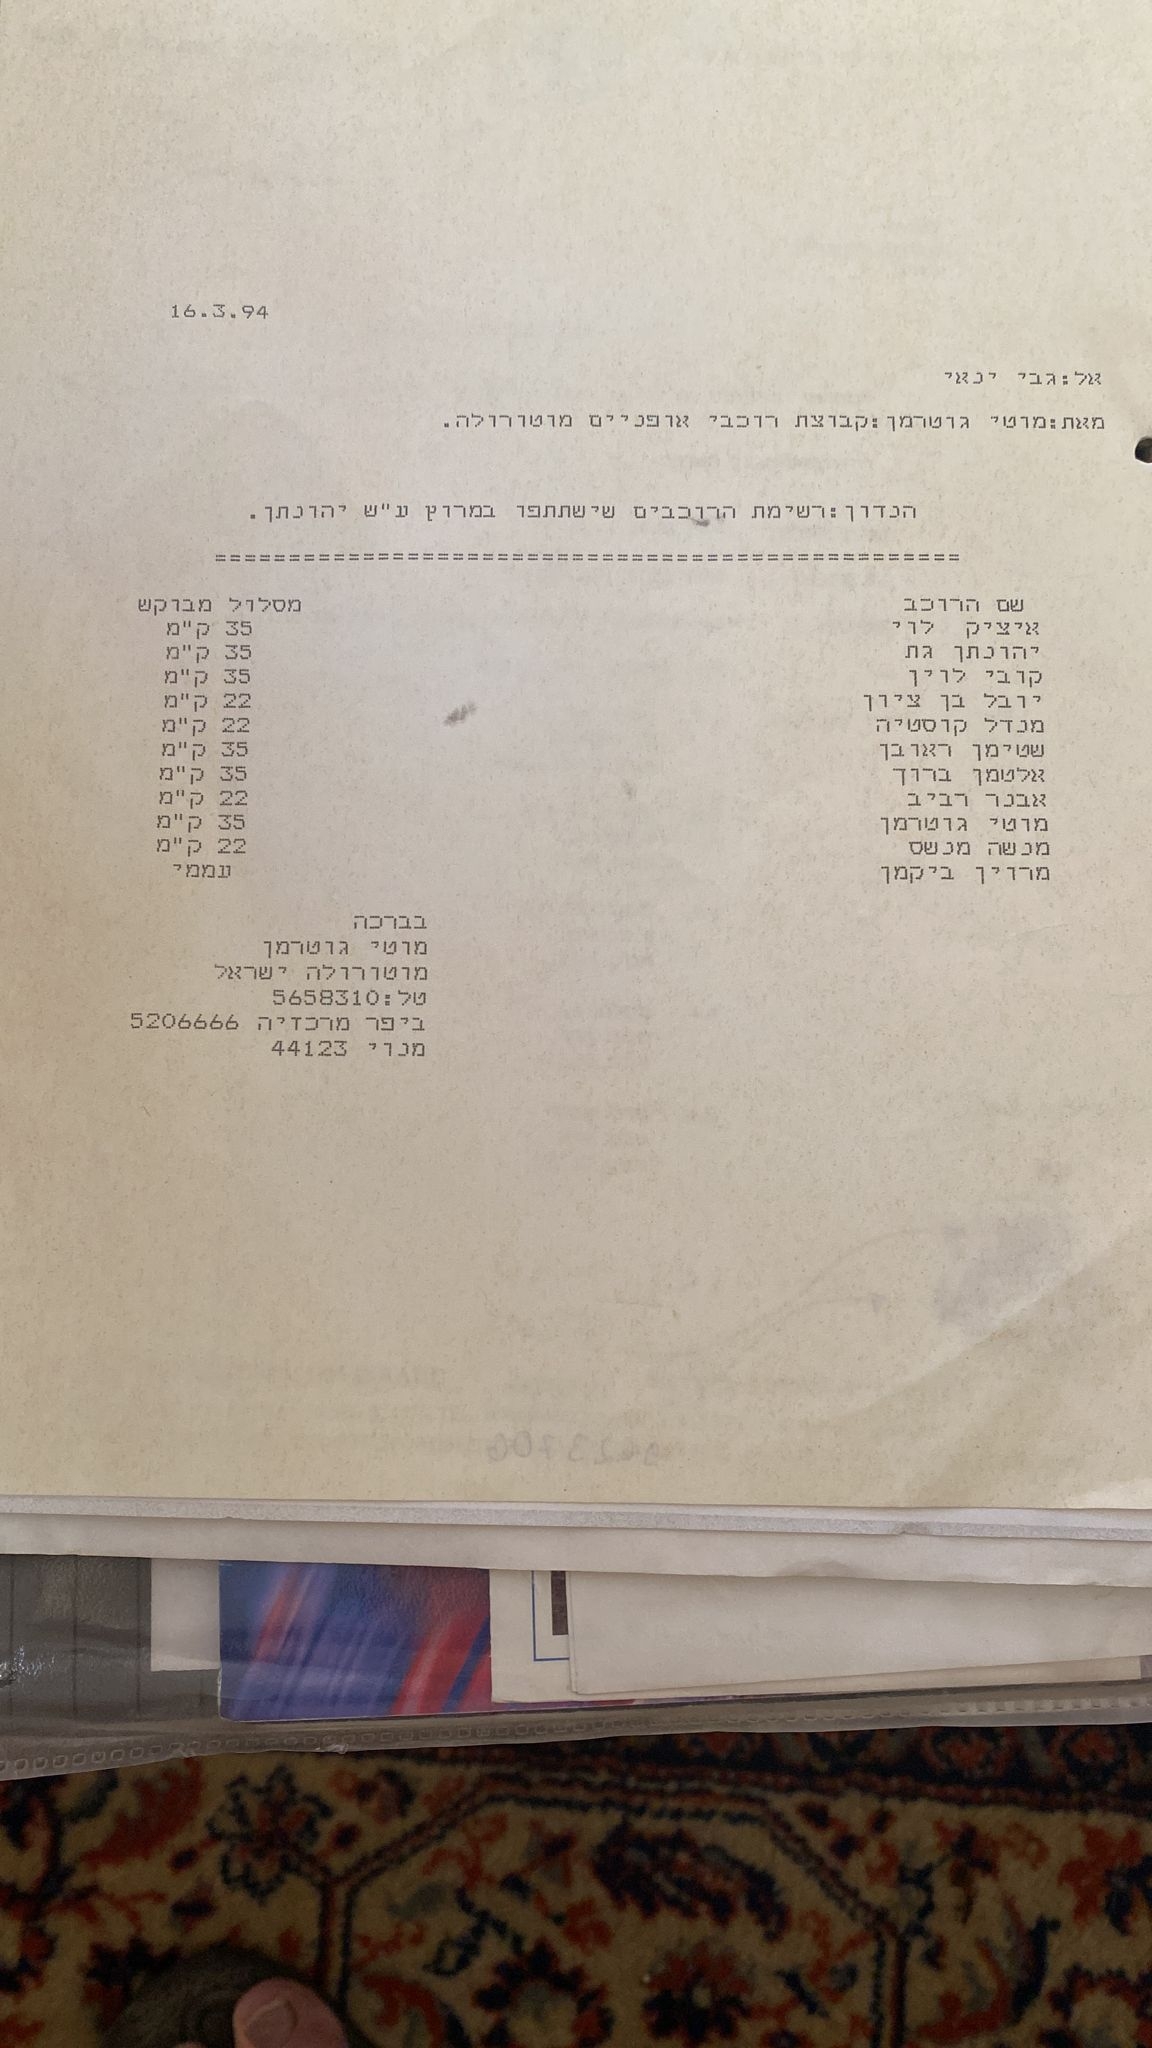 16.3.94
אל:גבי ינאי
מאת:מוטי גוטרמן:קבוצת רוכבי אופניים מוטורולה.
הנדון:רשימת הרוכבים שישתתפו במרוץ ע"ש יהונתן.
===================================================
שם הרוכב מסלול מבוקש
איציק לוי 35 ק"מ
יהונתן גת 35 ק"מ
קובי לוין 35 ק"מ
יובל בן ציון 22 ק"מ
מנדל קוסטיה 22 ק"מ
שטימן ראובן 35 ק"מ
אלטמן ברוך 35 ק"מ
אבנר רביב 22 ק"מ
מוטי גוטרמן 35 ק"מ
מנשה מנשס 22 ק"מ
מרוין ביקמן עממי
בברכה
מוטי גוטרמן
מוטורולה ישראל
טל:5658310
ביפר מרכזיה 5206666
מנוי 44123